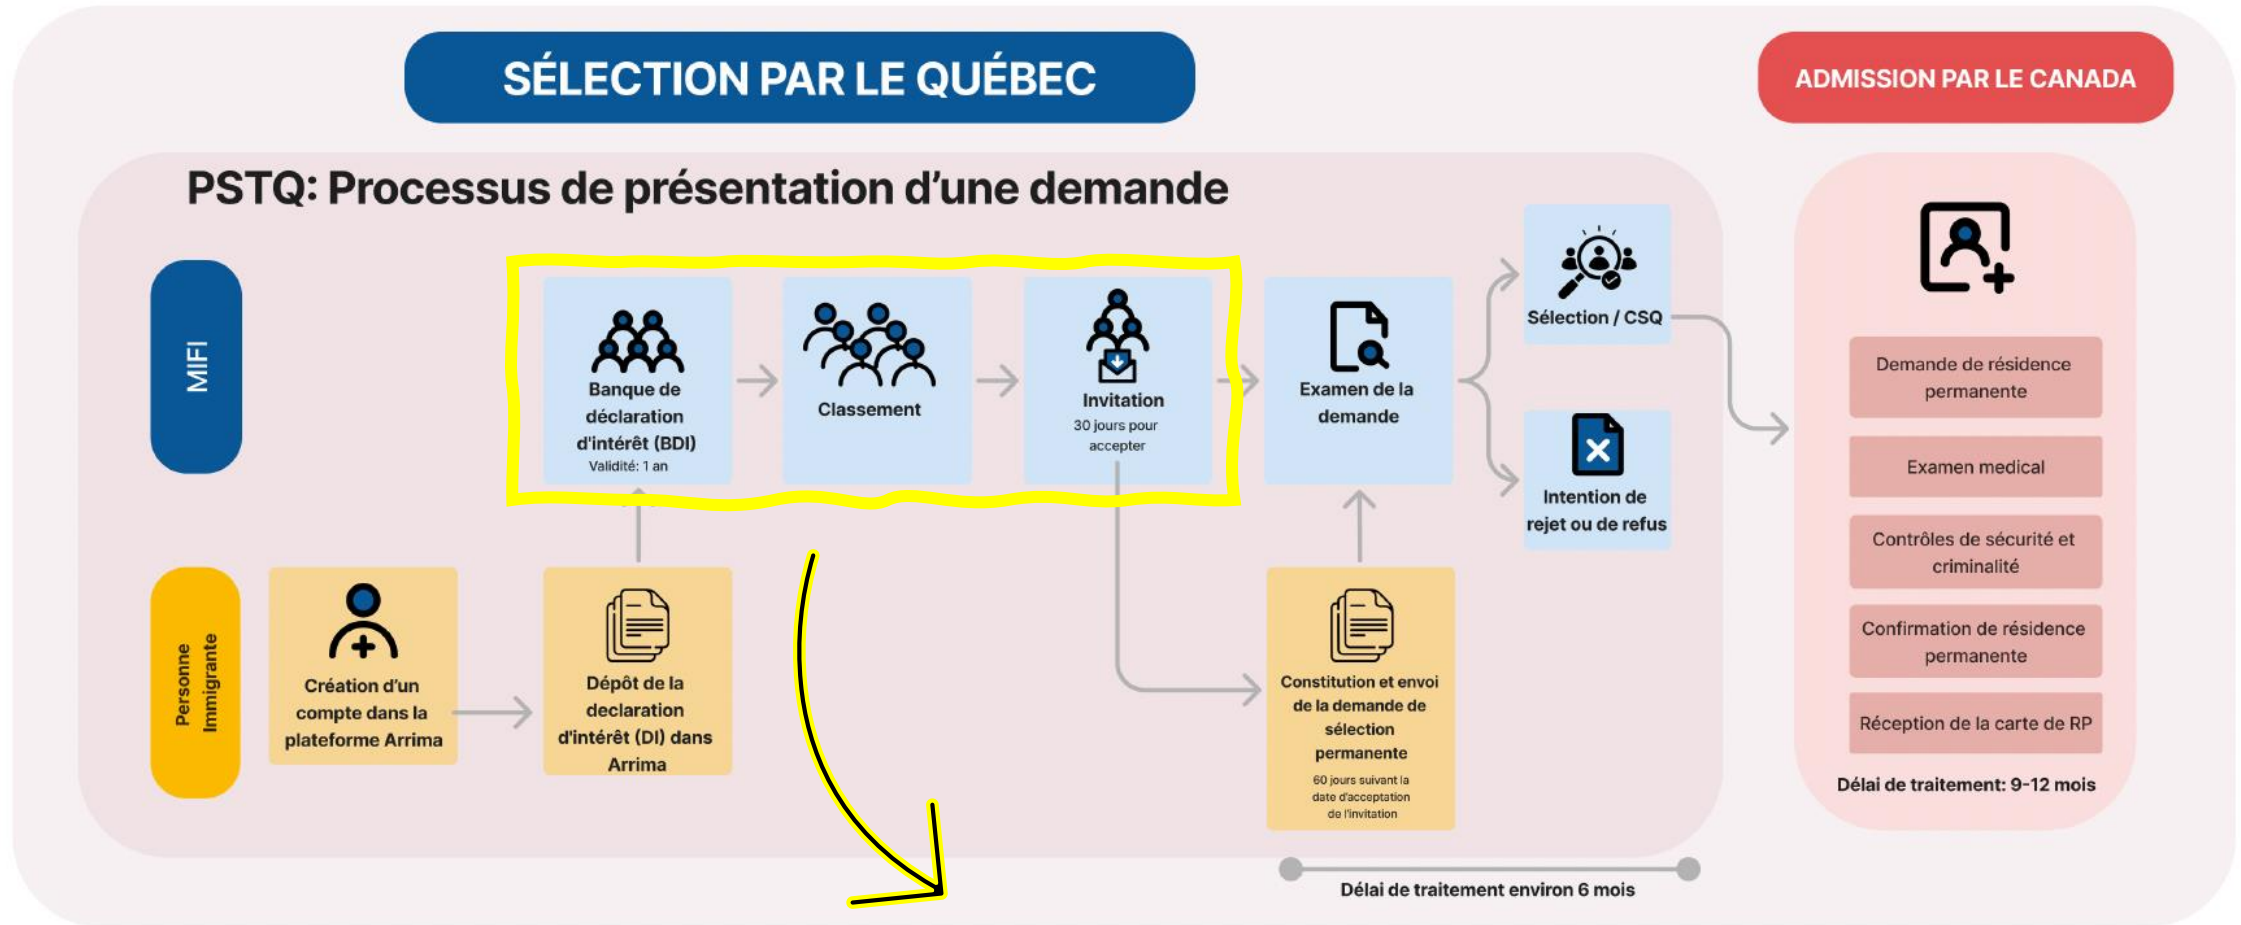 SÉLECTION PAR LE QUÉBEC
ADMISSION PAR LE CANADA
PSTQ: Processus de présentation d'une demande
MIFI
Banque de
déclaration
d'intérêt (BDI)
Validité: 1 an
Classement
Invitation
30 jours pour
accepter
Examen de la
demande
Sélection / CSQ
Intention de
rejet ou de refus
Personne
Immigrante
Création d'un
compte dans la
plateforme Arrima
Dépôt de la
declaration
d'intérêt (DI) dans
Arrima
Constitution et envoi
de la demande de
sélection
permanente
60 jours suivant la
date d'acceptation
de l'invitation
Délai de traitement environ 6 mois
Demande de résidence
permanente
Examen medical
Contrôles de sécurité et
criminalité
Confirmation de résidence
permanente
Réception de la carte de RP
Délai de traitement: 9-12 mois